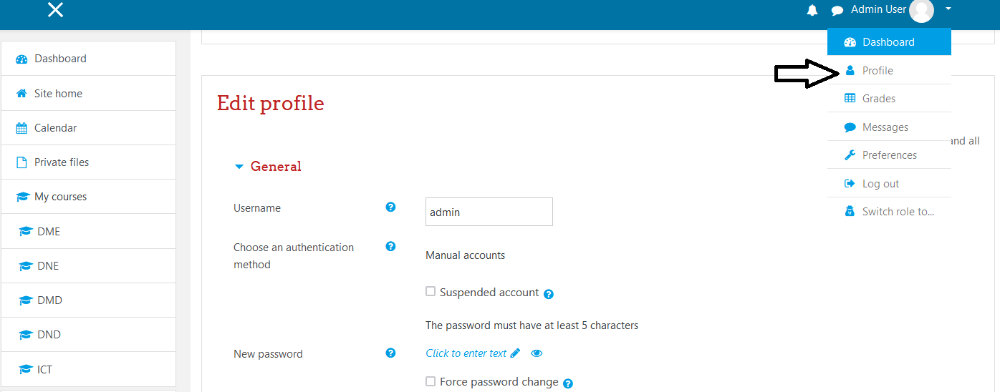 Admin User
Dashboard
Site home
Calendar
Private files
My courses
DME
DNE
DMD
DND
ICT
Dashboard
Profile
Grades
Messages
Preferences
Log out
Switch role to...
Edit profile
and all
General
Username
admin
Choose an authentication
method
Manual accounts
Suspended account
The password must have at least 5 characters
New password
Click to enter text
Force password change